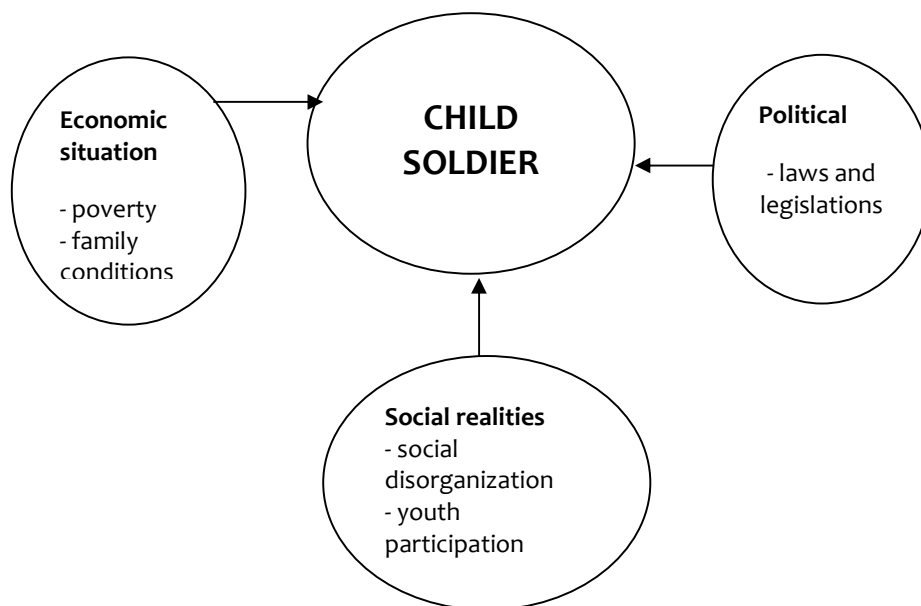 Economic
situation
- poverty
- family
conditions
CHILD
SOLDIER
Political
- laws and
legislations
Social realities
- social
disorganization
- youth
participation